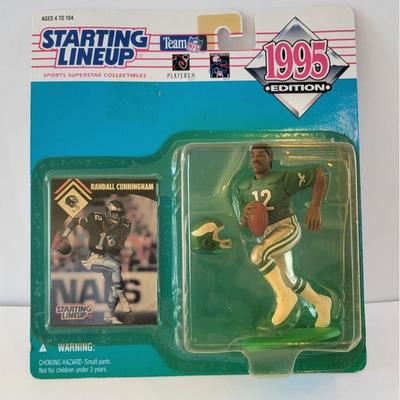 AGES 4 TO 104
STARTING
LINEUP
SPORTS SUPERSTAR COLLECTIBLES
Team NFL
PLAYERS
1995
EDITION
RANDALL CUNNINGHAM
12
12
STARTING
LINEUP
WARNING:
CHOKING HAZARD-Small parts.
Not for children under 3 years.